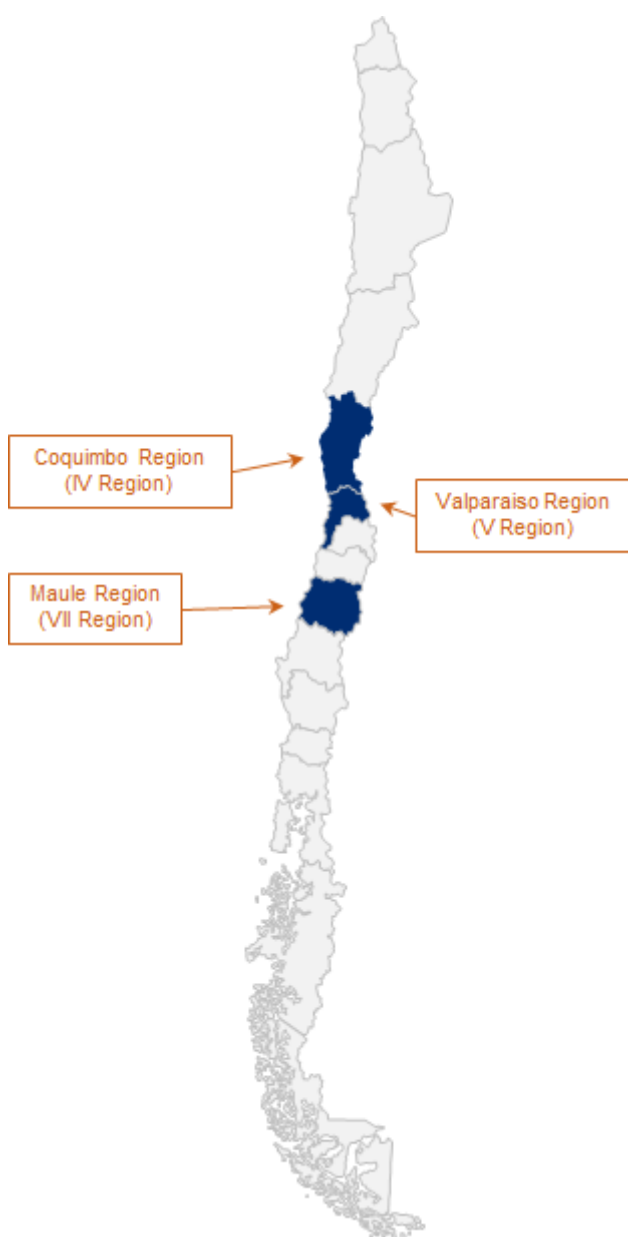 Coquimbo Region
(IV Region)
Valparaiso Region
(V Region)
Maule Region
(VII Region)